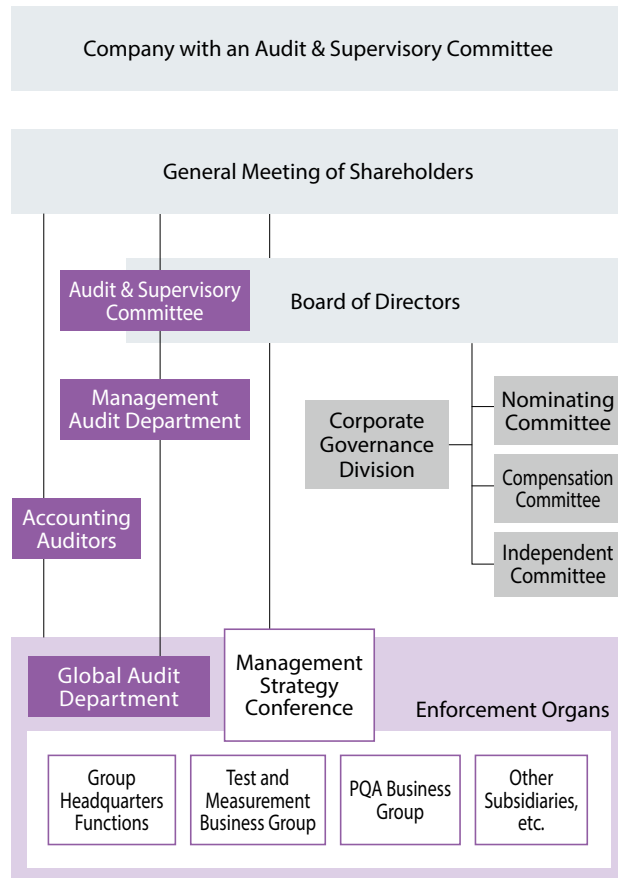 Company with an Audit & Supervisory Committee
General Meeting of Shareholders
Audit & Supervisory
Committee
Board of Directors
Management
Audit Department
Corporate
Governance
Division
Nominating
Committee
Compensation
Committee
Independent
Committee
Accounting
Auditors
Global Audit
Department
Management
Strategy
Conference
Enforcement Organs
Group
Headquarters
Functions
Test and
Measurement
Business Group
PQA Business
Group
Other
Subsidiaries,
etc.